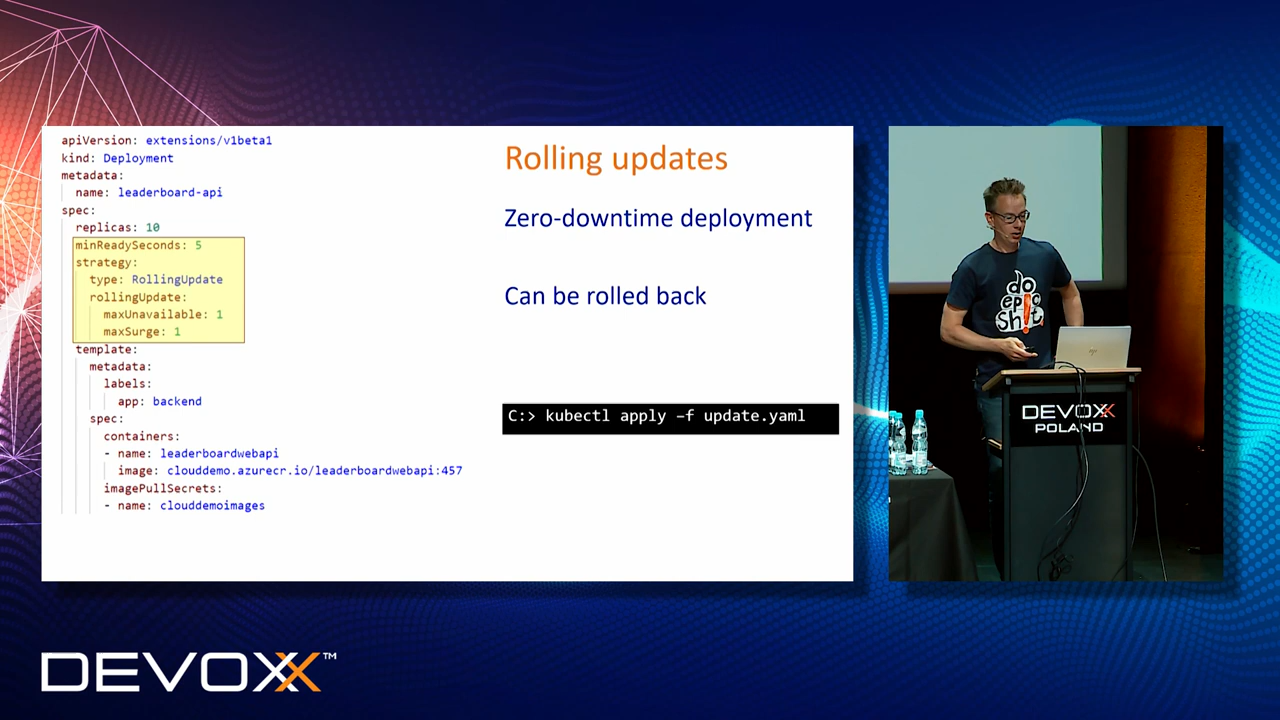 apiVersion: extensions/v1beta1
kind: Deployment
metadata:
name: leaderboard-api
spec:
replicas: 10
minReadySeconds: 5
strategy:
type: RollingUpdate
rollingUpdate:
maxUnavailable: 1
maxSurge: 1
template:
metadata:
labels:
app: backend
spec:
containers:
- name: leaderboardwebapi
image: clouddemo.azurecr.io/leaderboardwebapi:457
imagePullSecrets:
- name: clouddemoimages
Rolling updates
Zero-downtime deployment
Can be rolled back
C:> kubectl apply –f update.yaml
do
epic
sh!t.
DEVOXX
POLAND
hp
DEVOXX™